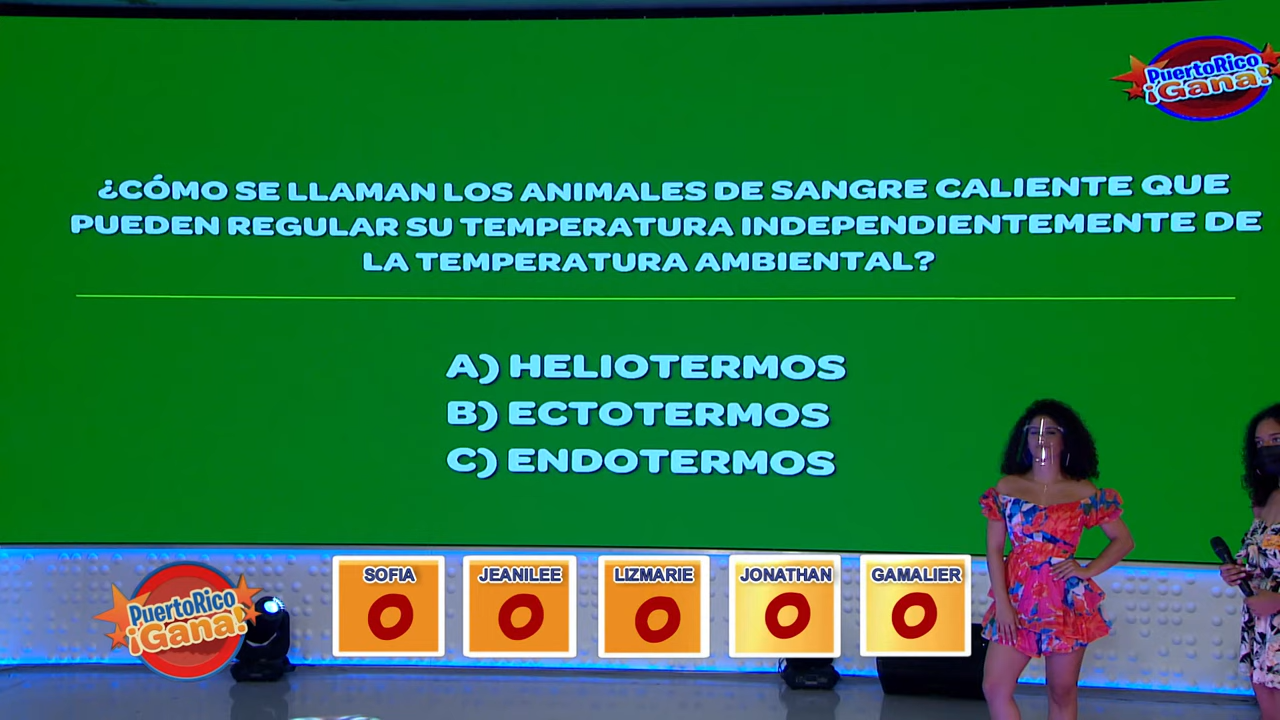 PuertoRico
¡Gana!
¿CÓMO SE LLAMAN LOS ANIMALES DE SANGRE CALIENTE QUE
PUEDEN REGULAR SU TEMPERATURA INDEPENDIENTEMENTE DE
LA TEMPERATURA AMBIENTAL?
A) HELIOTERMOS
B) ECTOTERMOS
C) ENDOTERMOS
PuertoRico
¡Gana!
SOFIA
0
JEANILEE
0
LIZMARIE
0
JONATHAN
0
GAMALIER
0